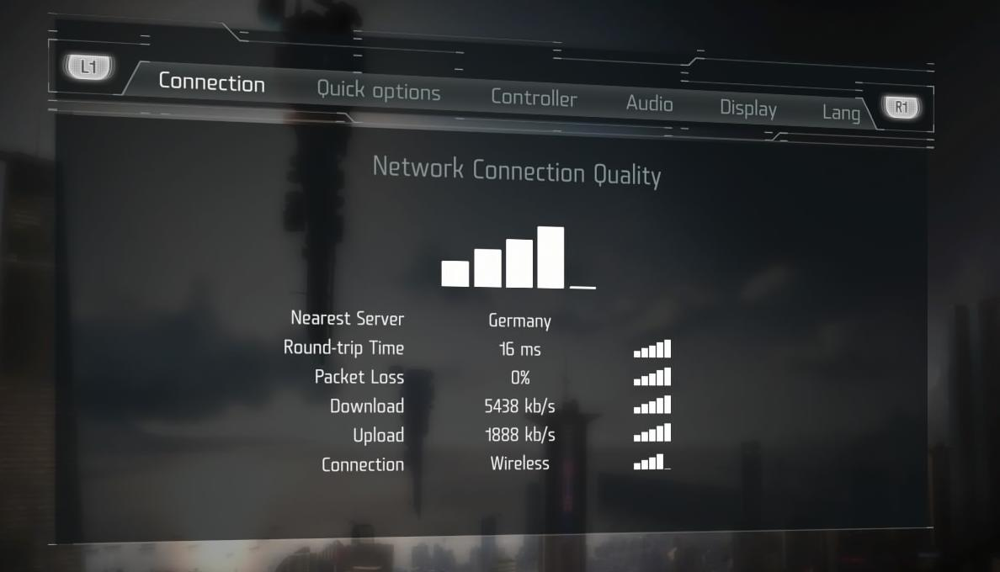 L1 Connection Quick options Controller Audio Display Lang R1
Network Connection Quality
Nearest Server Germany
Round-trip Time 16 ms
Packet Loss 0%
Download 5438 kb/s
Upload 1888 kb/s
Connection Wireless